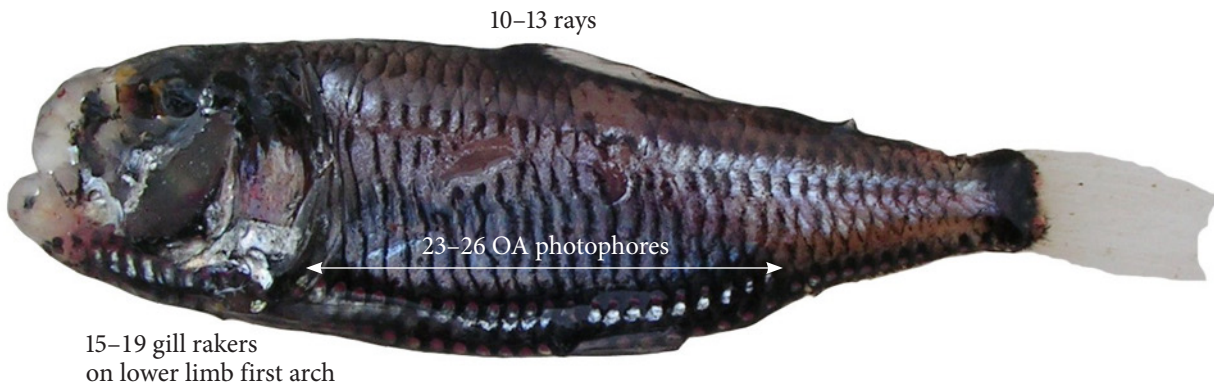 10–13 rays
23–26 OA photophores
15–19 gill rakers
on lower limb first arch